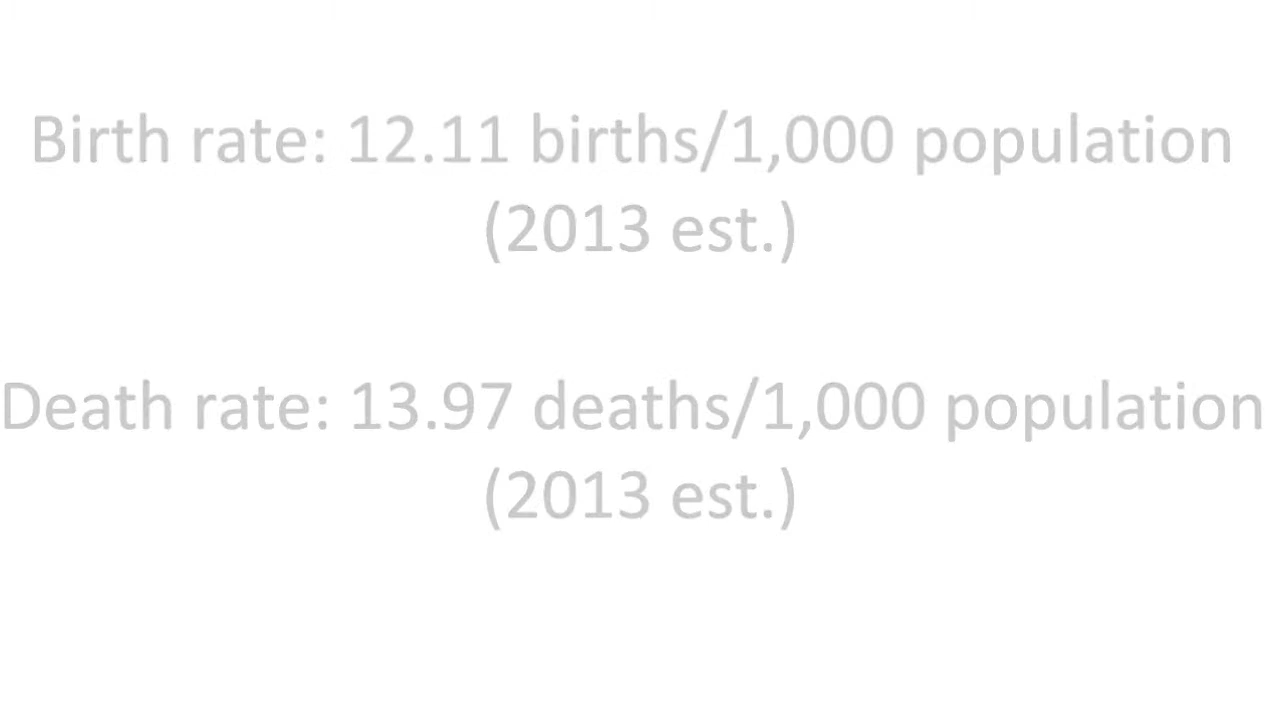 Birth rate: 12.11 births/1,000 population
(2013 est.)
Death rate: 13.97 deaths/1,000 population
(2013 est.)